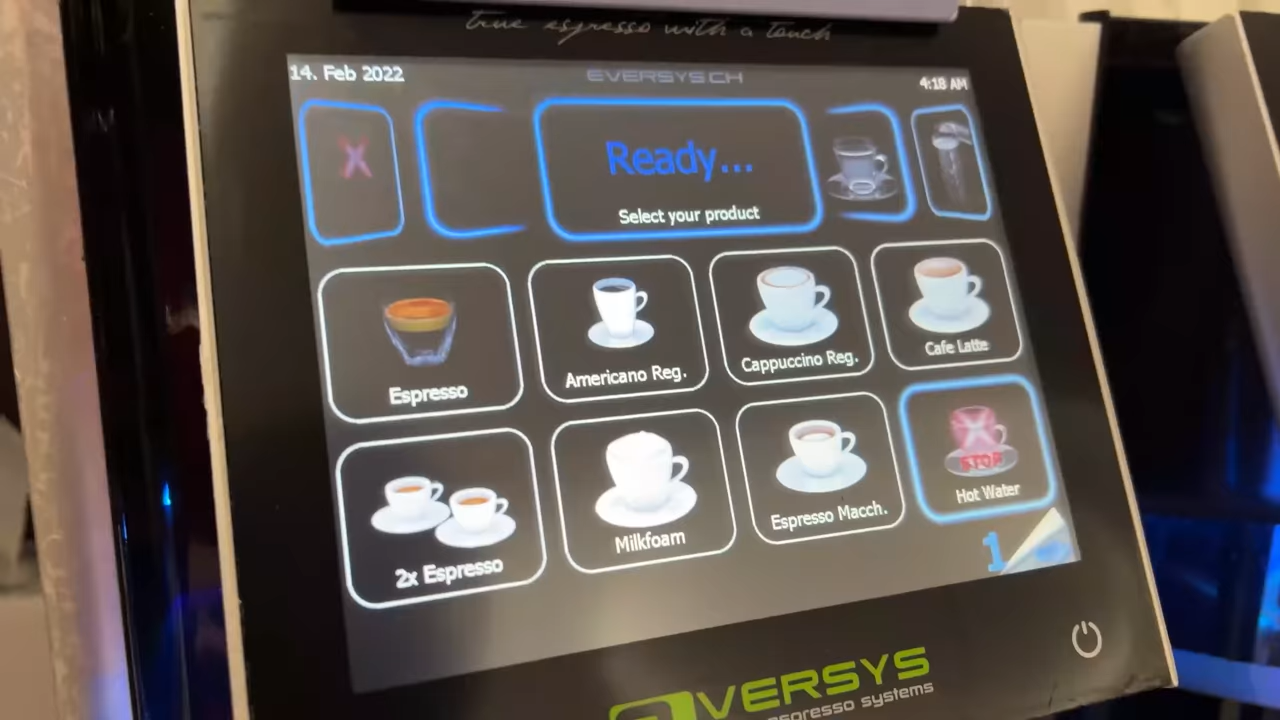 true espresso with a touch
14. Feb 2022
EVERSYS.CH
4:18 AM
X
Ready...
Select your product
Espresso
Americano Reg.
Cappuccino Reg.
Cafe Latte
2x Espresso
Milkfoam
Espresso Macch.
STOP
Hot Water
1
EVERSYS
espresso systems